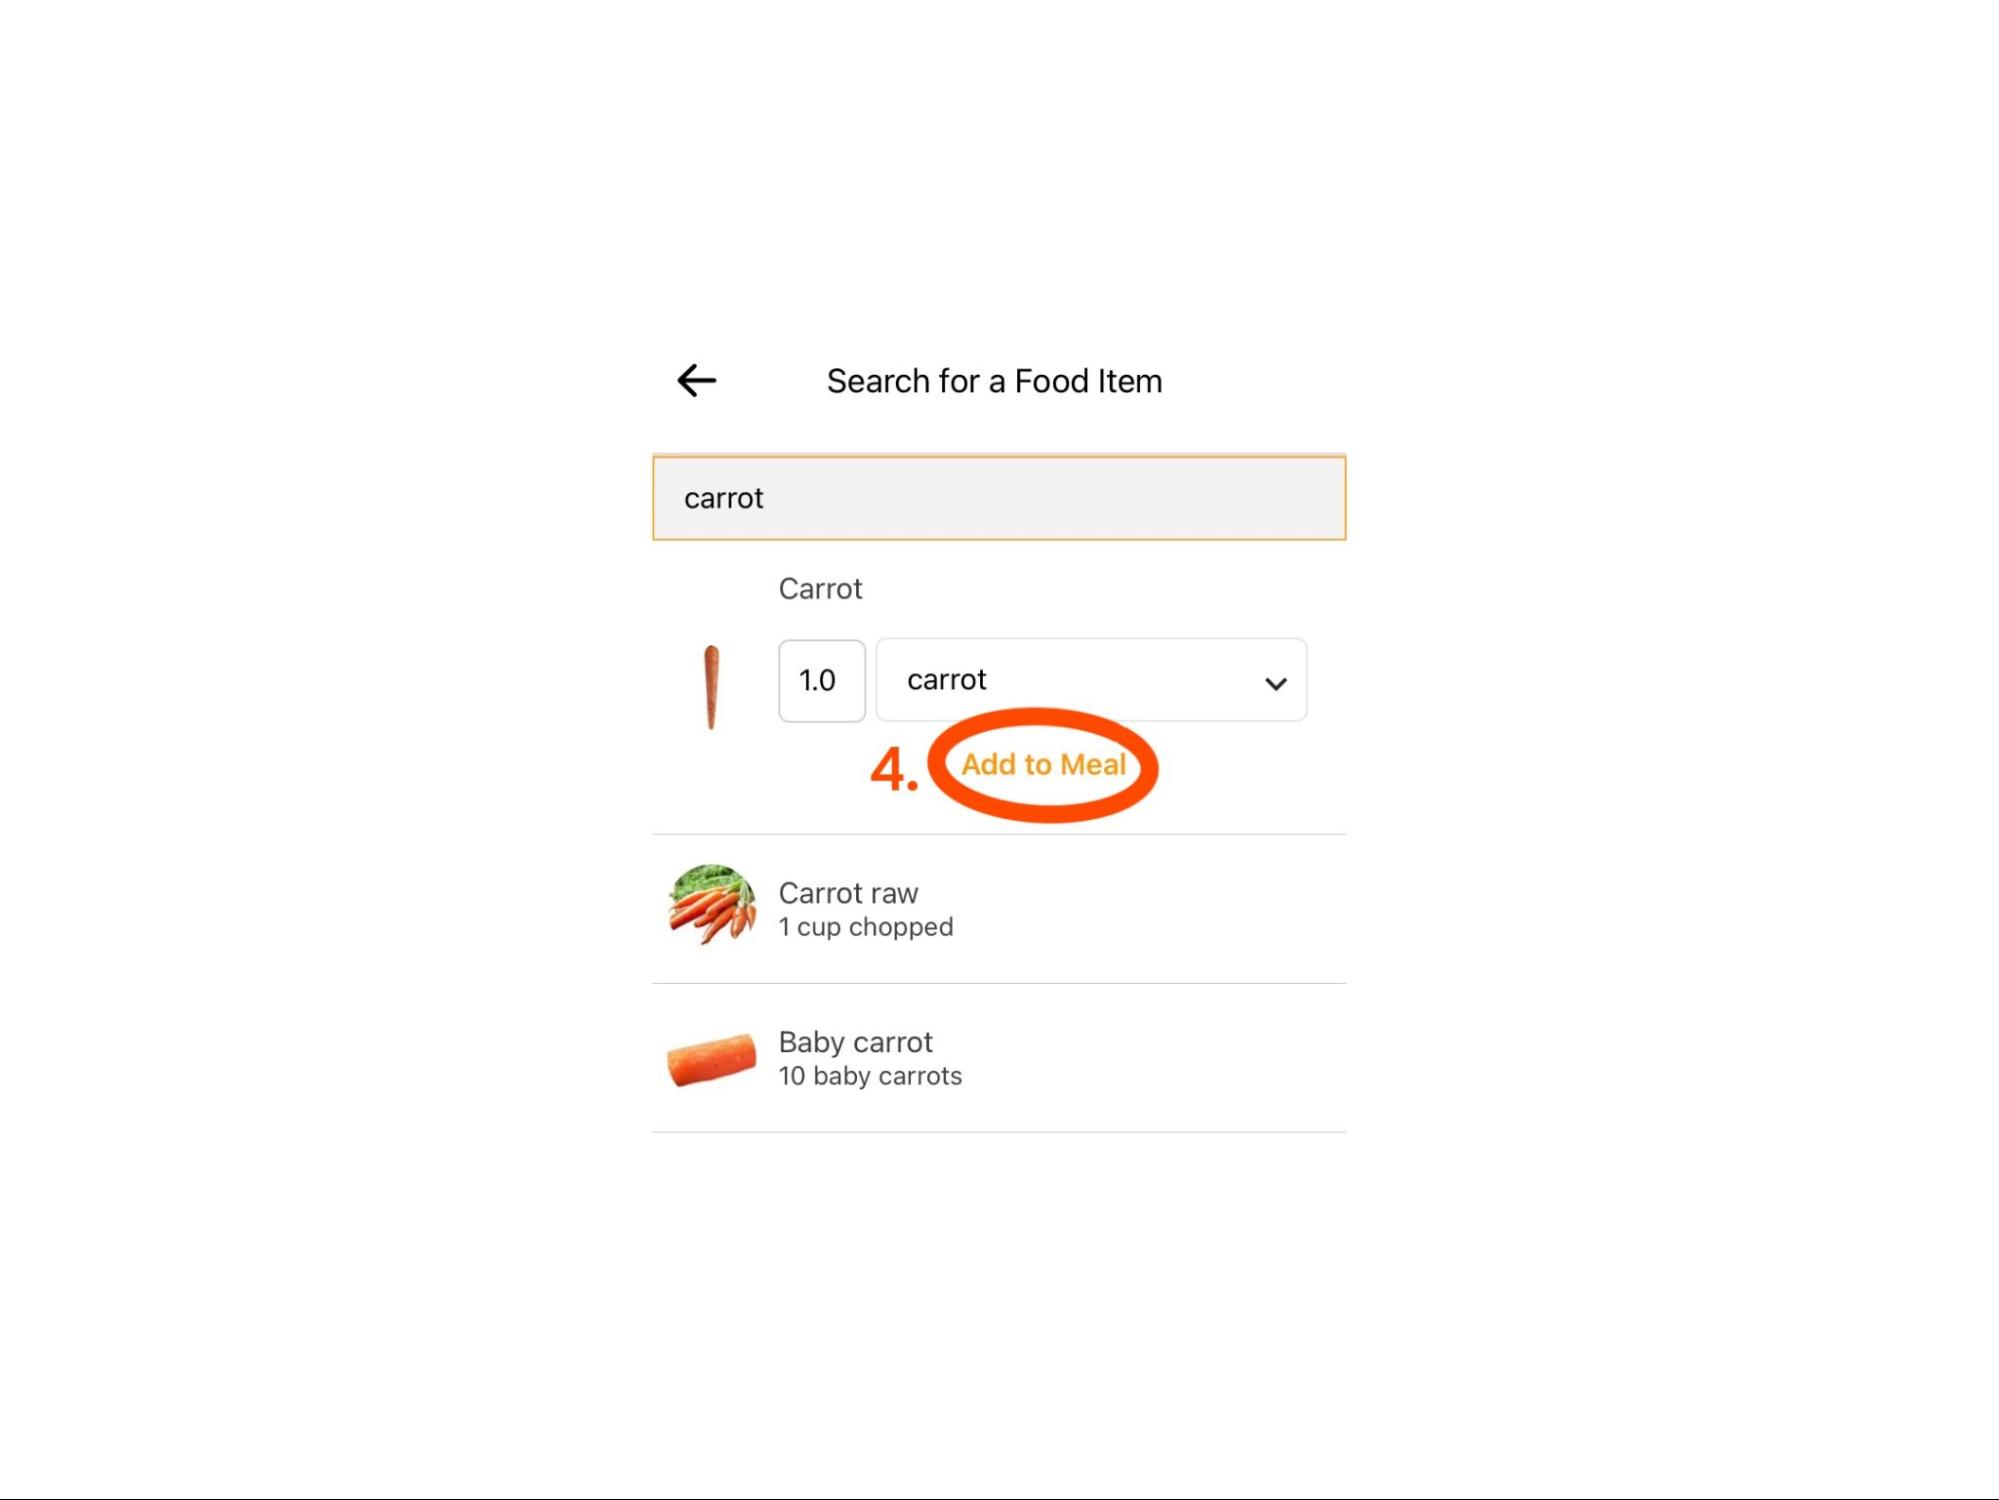 Search for a Food Item
carrot
Carrot
1.0 carrot
4. Add to Meal
Carrot raw
1 cup chopped
Baby carrot
10 baby carrots